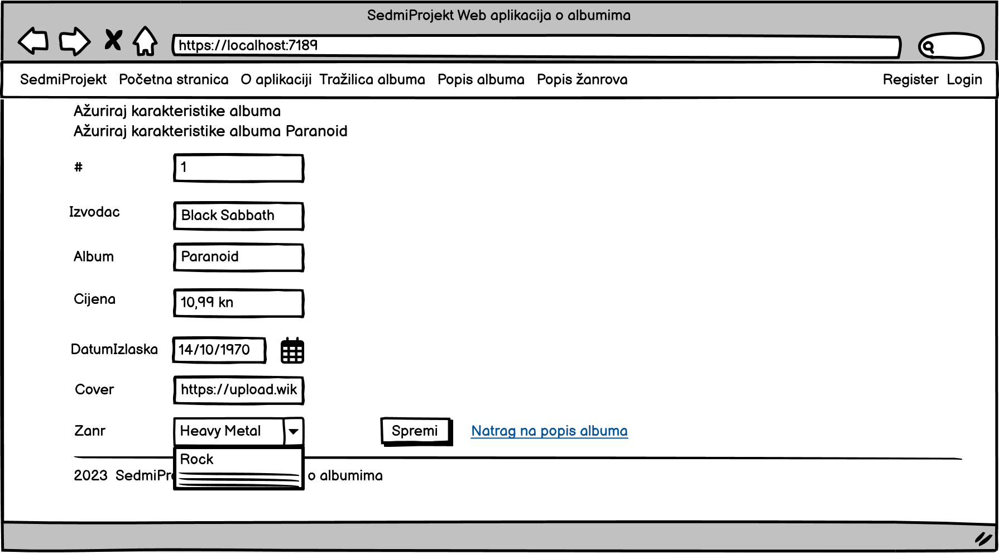 SedmiProjekt Web aplikacija o albumima
https://localhost:7189
SedmiProjekt Početna stranica O aplikaciji Tražilica albuma Popis albuma Popis žanrova Register Login
Ažuriraj karakteristike albuma
Ažuriraj karakteristike albuma Paranoid
# 1
Izvodac Black Sabbath
Album Paranoid
Cijena 10,99 kn
DatumIzlaska 14/10/1970
Cover https://upload.wik
Zanr Heavy Metal Spremi Natrag na popis albuma
Rock
2023 SedmiPr o albumima